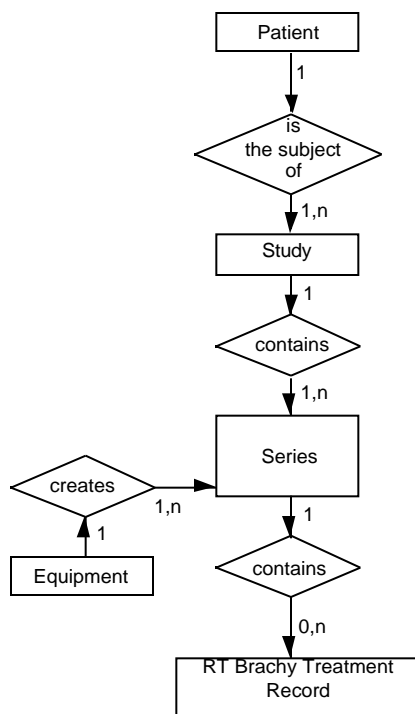 Patient
1
is
the subject
of
1,n
Study
1
contains
1,n
Series
creates
1,n
1
Equipment
1
contains
0,n
RT Brachy Treatment
Record